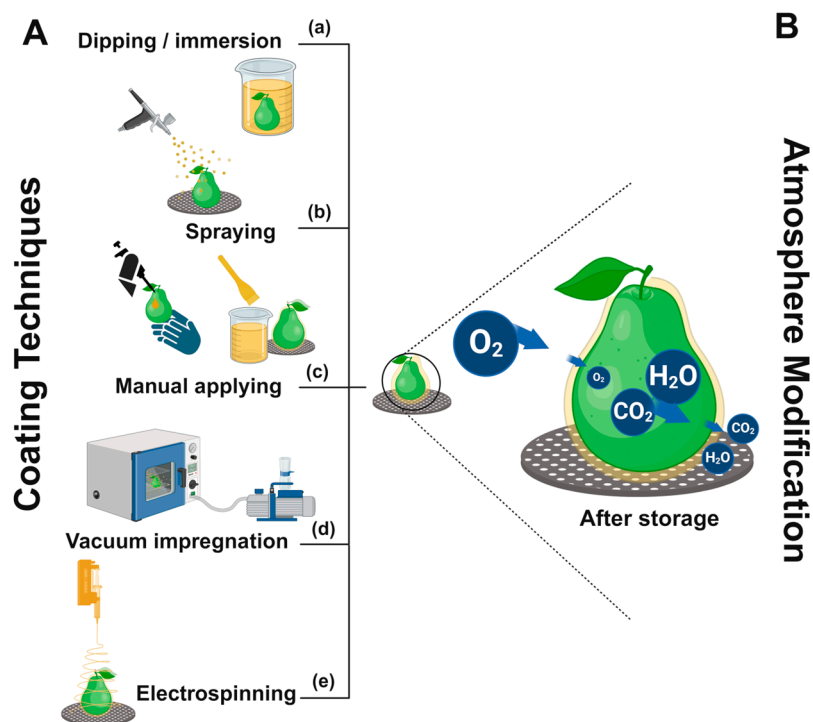 A
B
Dipping / immersion
(a)
(b)
Spraying
Manual applying
(c)
Vacuum impregnation
(d)
Electrospinning
(e)
Coating Techniques
O₂
O₂
H₂O
CO₂
CO₂
H₂O
After storage
Atmosphere Modification